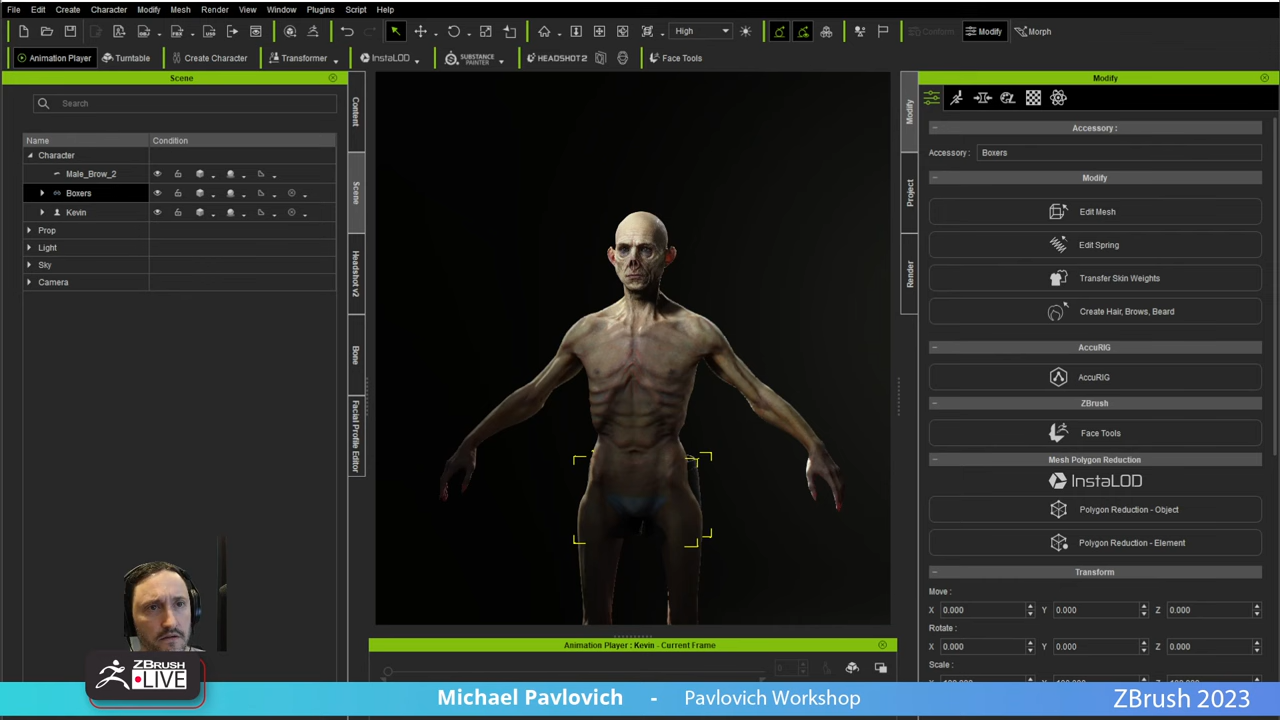 File Edit Create Character Modify Mesh Render View Window Plugins Script Help
High Modify Morph
Animation Player Turntable Create Character Transformer InstaLOD SUBSTANCE PAINTER HEADSHOT 2 Face Tools
Scene
Search
Name Condition
Character
Male_Brow_2
Boxers
Kevin
Prop
Light
Sky
Camera
Content
Scene
Headshot v2
Bone
Facial Profile Editor
Modify
Project
Render
Modify
Accessory :
Accessory : Boxers
Modify
Edit Mesh
Edit Spring
Transfer Skin Weights
Create Hair, Brows, Beard
AccuRIG
AccuRIG
ZBrush
Face Tools
Mesh Polygon Reduction
InstaLOD
Polygon Reduction - Object
Polygon Reduction - Element
Transform
Move :
X 0.000 Y 0.000 Z 0.000
Rotate :
X 0.000 Y 0.000 Z 0.000
Scale :
Animation Player : Kevin - Current Frame
ZBRUSH
LIVE
Michael Pavlovich - Pavlovich Workshop ZBrush 2023